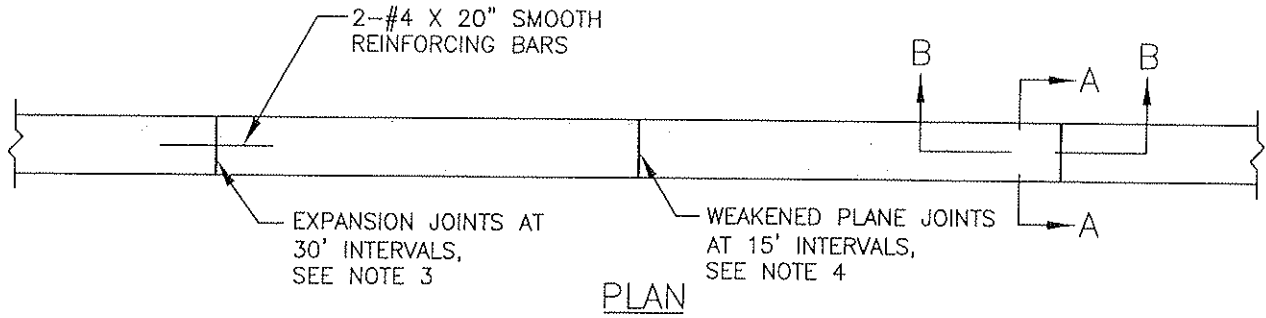 2-#4 X 20" SMOOTH
REINFORCING BARS
B
B
A
A
EXPANSION JOINTS AT
30' INTERVALS,
SEE NOTE 3
WEAKENED PLANE JOINTS
AT 15' INTERVALS,
SEE NOTE 4
PLAN